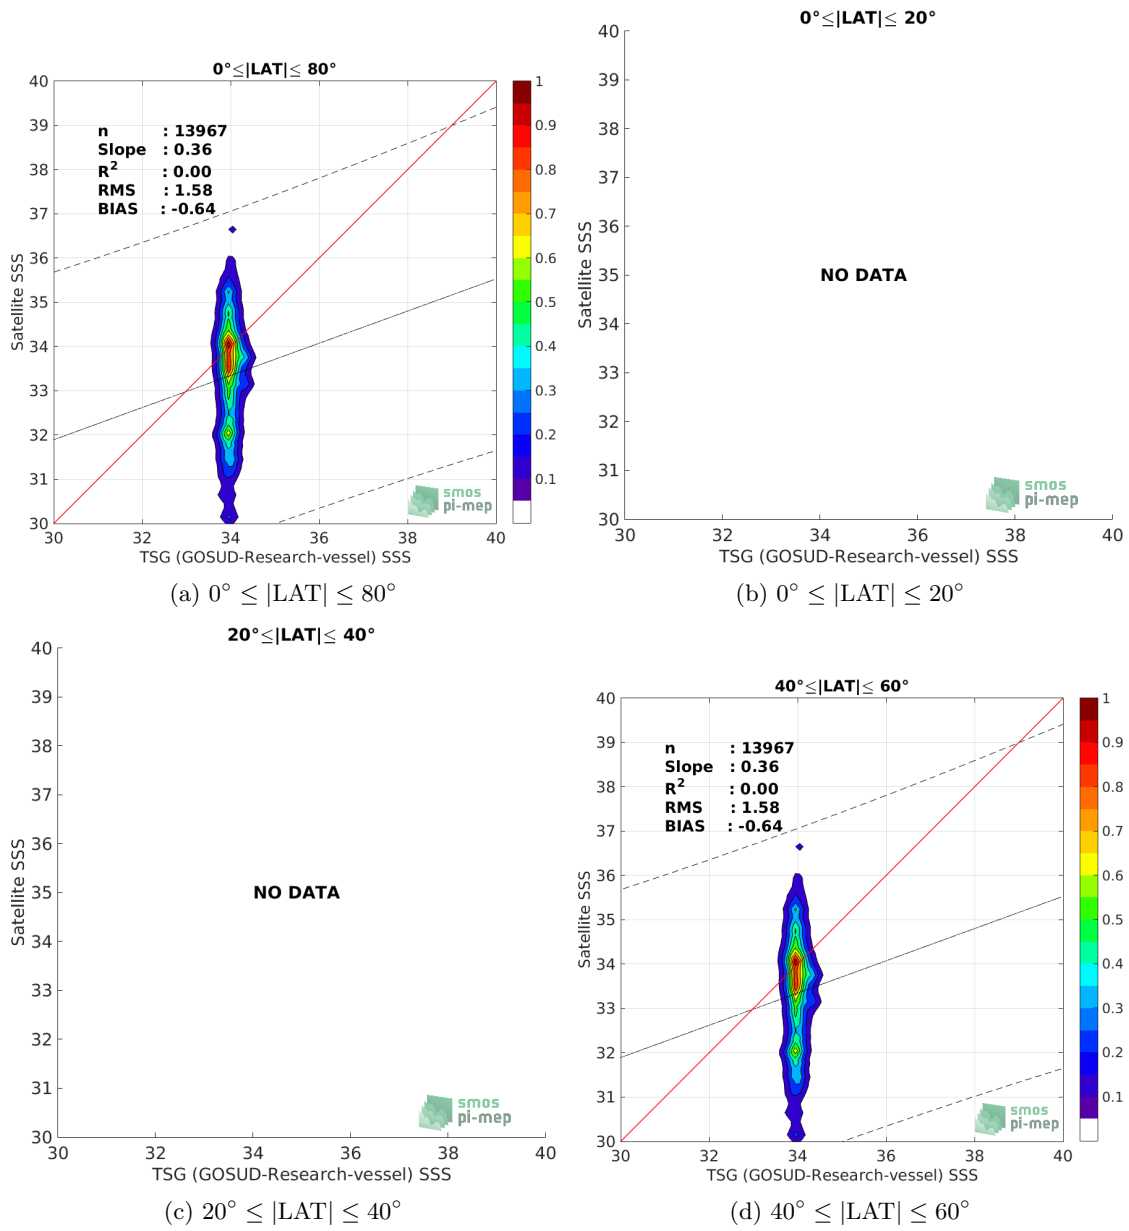 0°≤|LAT|≤ 80°
n : 13967
Slope : 0.36
R² : 0.00
RMS : 1.58
BIAS : -0.64
40
39
38
37
36
35
34
33
32
31
30
Satellite SSS
30 32 34 36 38 40
TSG (GOSUD-Research-vessel) SSS
1
0.9
0.8
0.7
0.6
0.5
0.4
0.3
0.2
0.1
smos
pi-mep
(a) 0° ≤ |LAT| ≤ 80°
0°≤|LAT|≤ 20°
40
39
38
37
36
35
34
33
32
31
30
Satellite SSS
NO DATA
smos
pi-mep
30 32 34 36 38 40
TSG (GOSUD-Research-vessel) SSS
(b) 0° ≤ |LAT| ≤ 20°
20°≤|LAT|≤ 40°
40
39
38
37
36
35
34
33
32
31
30
Satellite SSS
NO DATA
smos
pi-mep
30 32 34 36 38 40
TSG (GOSUD-Research-vessel) SSS
(c) 20° ≤ |LAT| ≤ 40°
40°≤|LAT|≤ 60°
n : 13967
Slope : 0.36
R² : 0.00
RMS : 1.58
BIAS : -0.64
40
39
38
37
36
35
34
33
32
31
30
Satellite SSS
30 32 34 36 38 40
TSG (GOSUD-Research-vessel) SSS
1
0.9
0.8
0.7
0.6
0.5
0.4
0.3
0.2
0.1
smos
pi-mep
(d) 40° ≤ |LAT| ≤ 60°